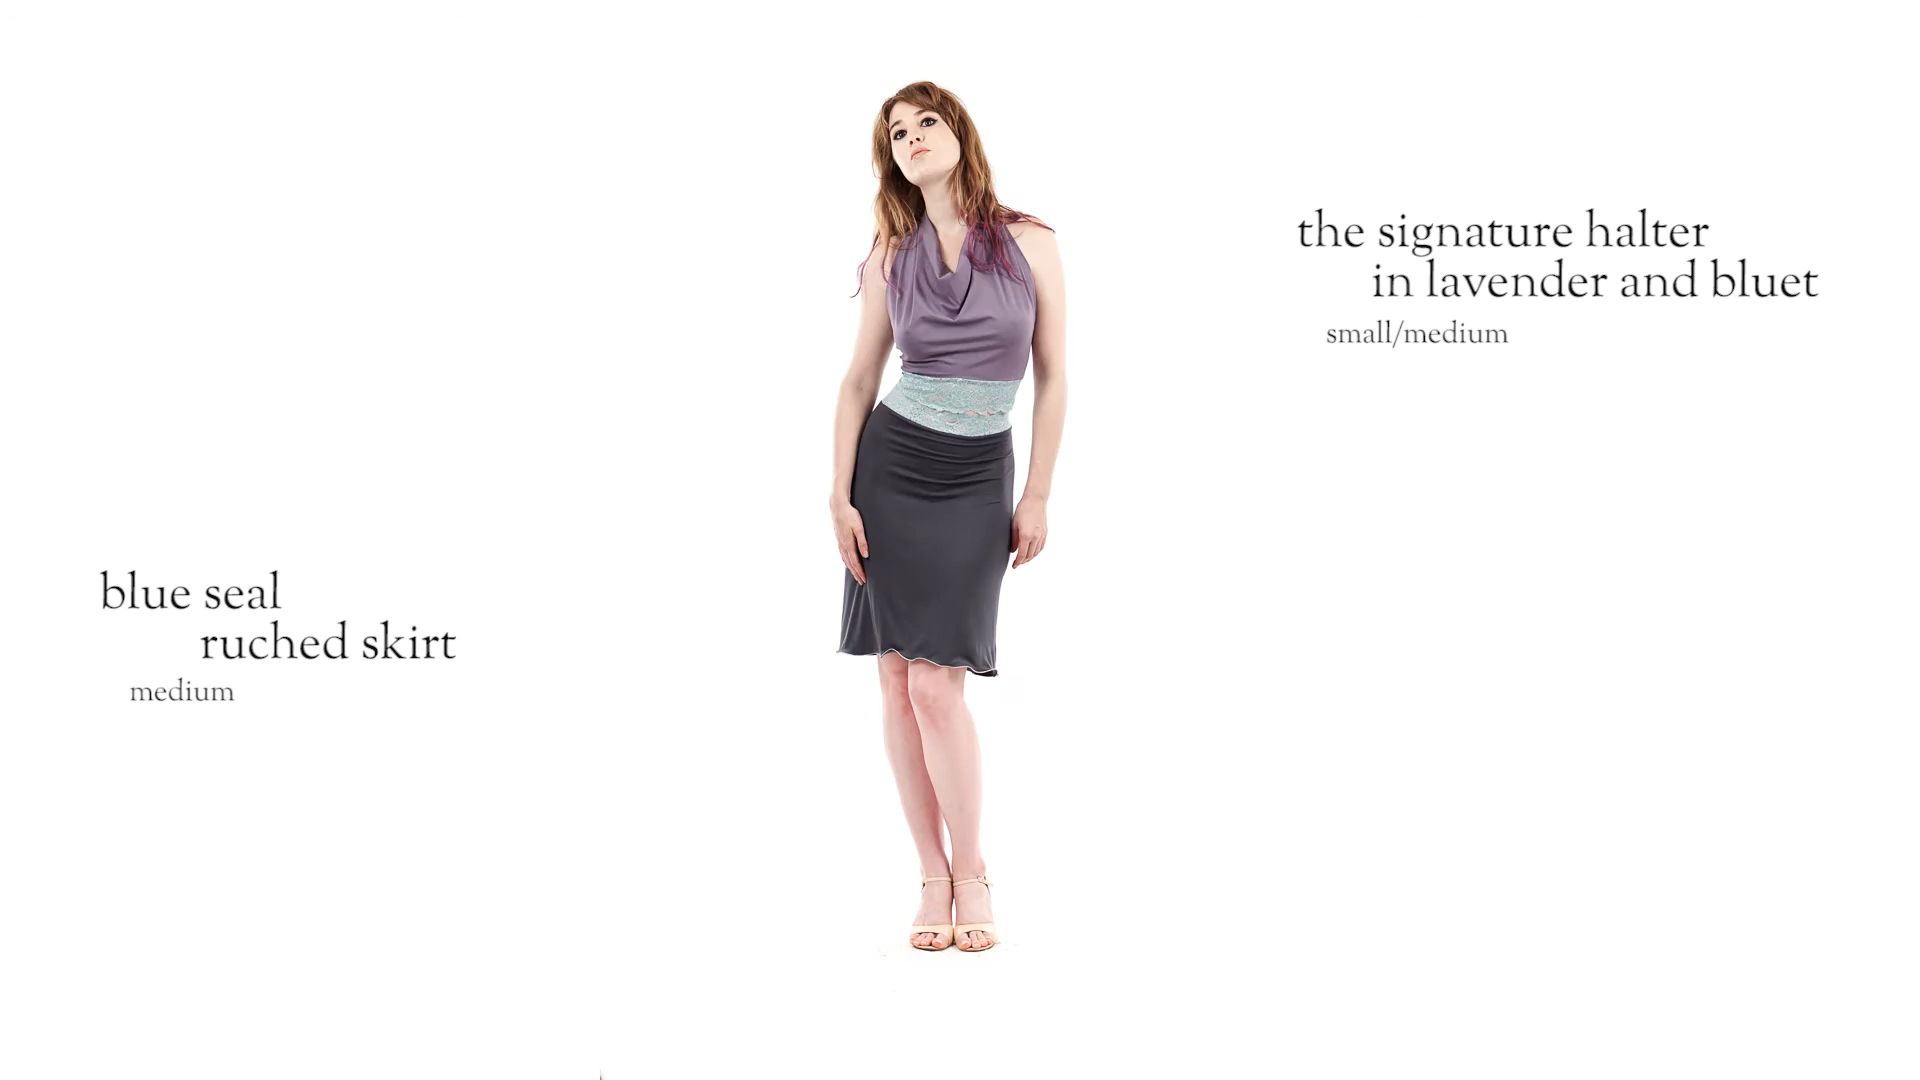 the signature halter
in lavender and bluet
small/medium
blue seal
ruched skirt
medium